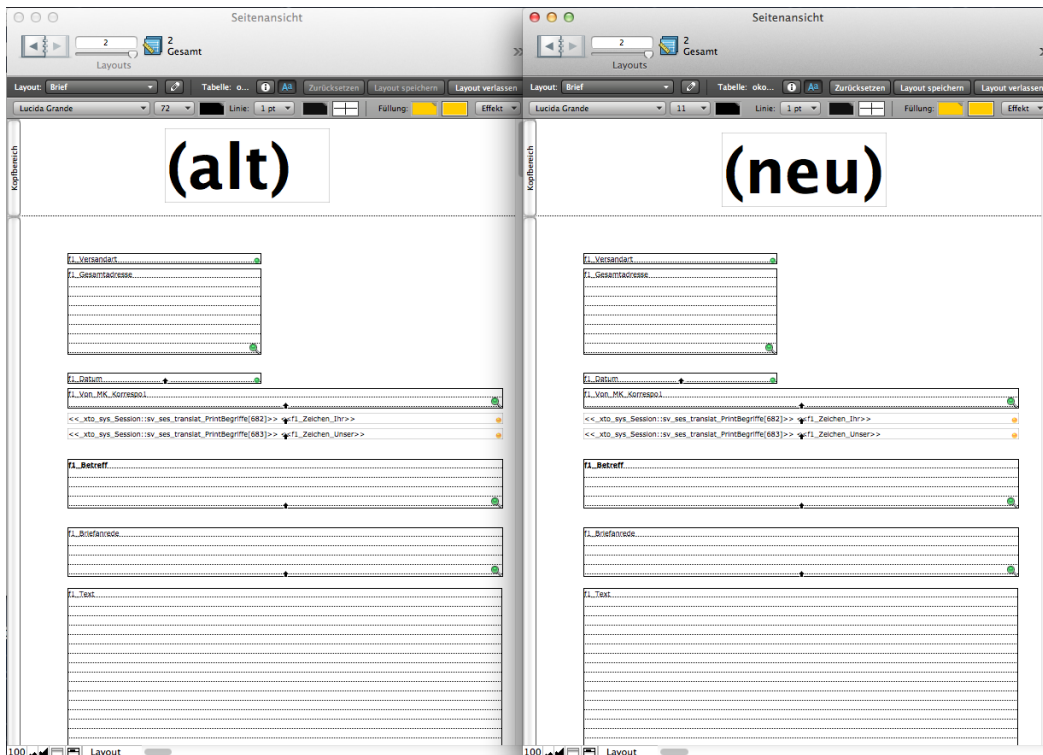 Seitenansicht
2
2
Gesamt
Layouts
Layout: Brief Tabelle: o... Aa Zurücksetzen Layout speichern Layout verlassen
Lucida Grande 72 Linie: 1 pt Füllung: Effekt
Kopfbereich
(alt)
f1_Versandart
f1_Gesamtadresse
f1_Datum
f1_Von_MK_Korrespo1
<<_xto_sys_Session::sv_ses_translat_PrintBegriffe[682]>> <<f1_Zeichen_Ihr>>
<<_xto_sys_Session::sv_ses_translat_PrintBegriffe[683]>> <<f1_Zeichen_Unser>>
f1_Betreff
f1_Briefanrede
f1_Text
100 Layout
Seitenansicht
2
2
Gesamt
Layouts
Layout: Brief Tabelle: oko... Aa Zurücksetzen Layout speichern Layout verlassen
Lucida Grande 11 Linie: 1 pt Füllung: Effekt
Kopfbereich
(neu)
f1_Versandart
f1_Gesamtadresse
f1_Datum
f1_Von_MK_Korrespo1
<<_xto_sys_Session::sv_ses_translat_PrintBegriffe[682]>> <<f1_Zeichen_Ihr>>
<<_xto_sys_Session::sv_ses_translat_PrintBegriffe[683]>> <<f1_Zeichen_Unser>>
f1_Betreff
f1_Briefanrede
f1_Text
100 Layout